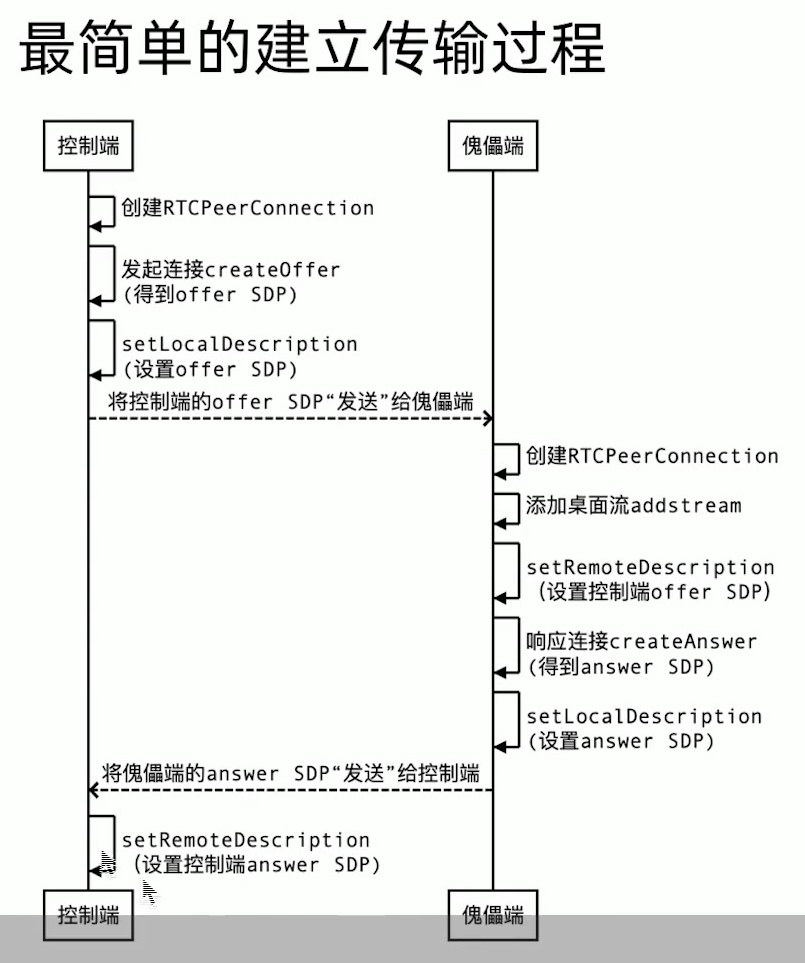 最简单的建立传输过程
控制端
傀儡端
创建RTCPeerConnection
发起连接createOffer
(得到offer SDP)
setLocalDescription
(设置offer SDP)
将控制端的offer SDP“发送”给傀儡端
创建RTCPeerConnection
添加桌面流addstream
setRemoteDescription
（设置控制端offer SDP)
响应连接createAnswer
(得到answer SDP)
setLocalDescription
(设置answer SDP)
将傀儡端的answer SDP“发送”给控制端
setRemoteDescription
（设置控制端answer SDP)
控制端
傀儡端